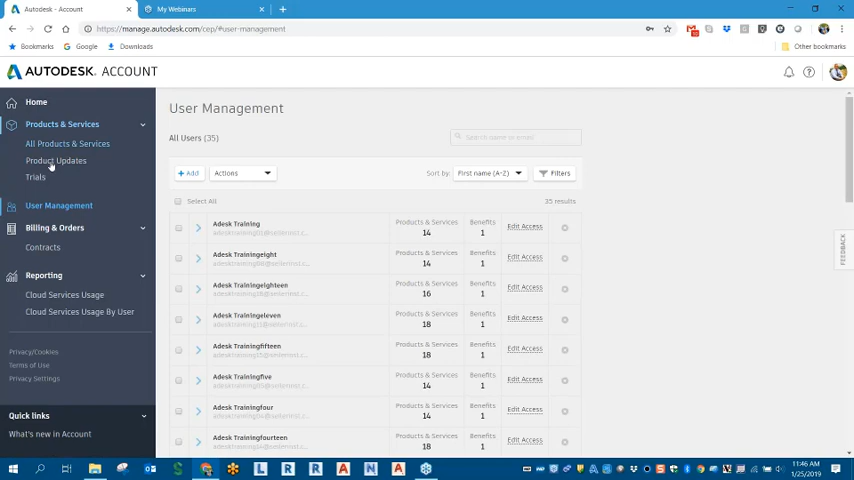 Autodesk - Account
My Webinars
https://manage.autodesk.com/cep/#user-management
Bookmarks
Google
Downloads
Other bookmarks
AUTODESK. ACCOUNT
Home
Products & Services
All Products & Services
Product Updates
Trials
User Management
Billing & Orders
Contracts
Reporting
Cloud Services Usage
Cloud Services Usage By User
Privacy/Cookies
Terms of Use
Privacy Settings
Quick links
What's new in Account
User Management
All Users (35)
Search name or email
+ Add
Actions
Sort by:
First name (A-Z)
Filters
Select All
35 results
Adesk Training
Products & Services
14
Benefits
1
Edit Access
Adesk Trainingeight
Products & Services
14
Benefits
1
Edit Access
Adesk Trainingeighteen
Products & Services
16
Benefits
1
Edit Access
Adesk Trainingeleven
Products & Services
18
Benefits
1
Edit Access
Adesk Trainingfifteen
Products & Services
18
Benefits
1
Edit Access
Adesk Trainingfive
Products & Services
14
Benefits
1
Edit Access
Adesk Trainingfour
Products & Services
14
Benefits
1
Edit Access
Adesk Trainingfourteen
Products & Services
18
Benefits
1
Edit Access
FEEDBACK
11:46 AM
1/25/2019